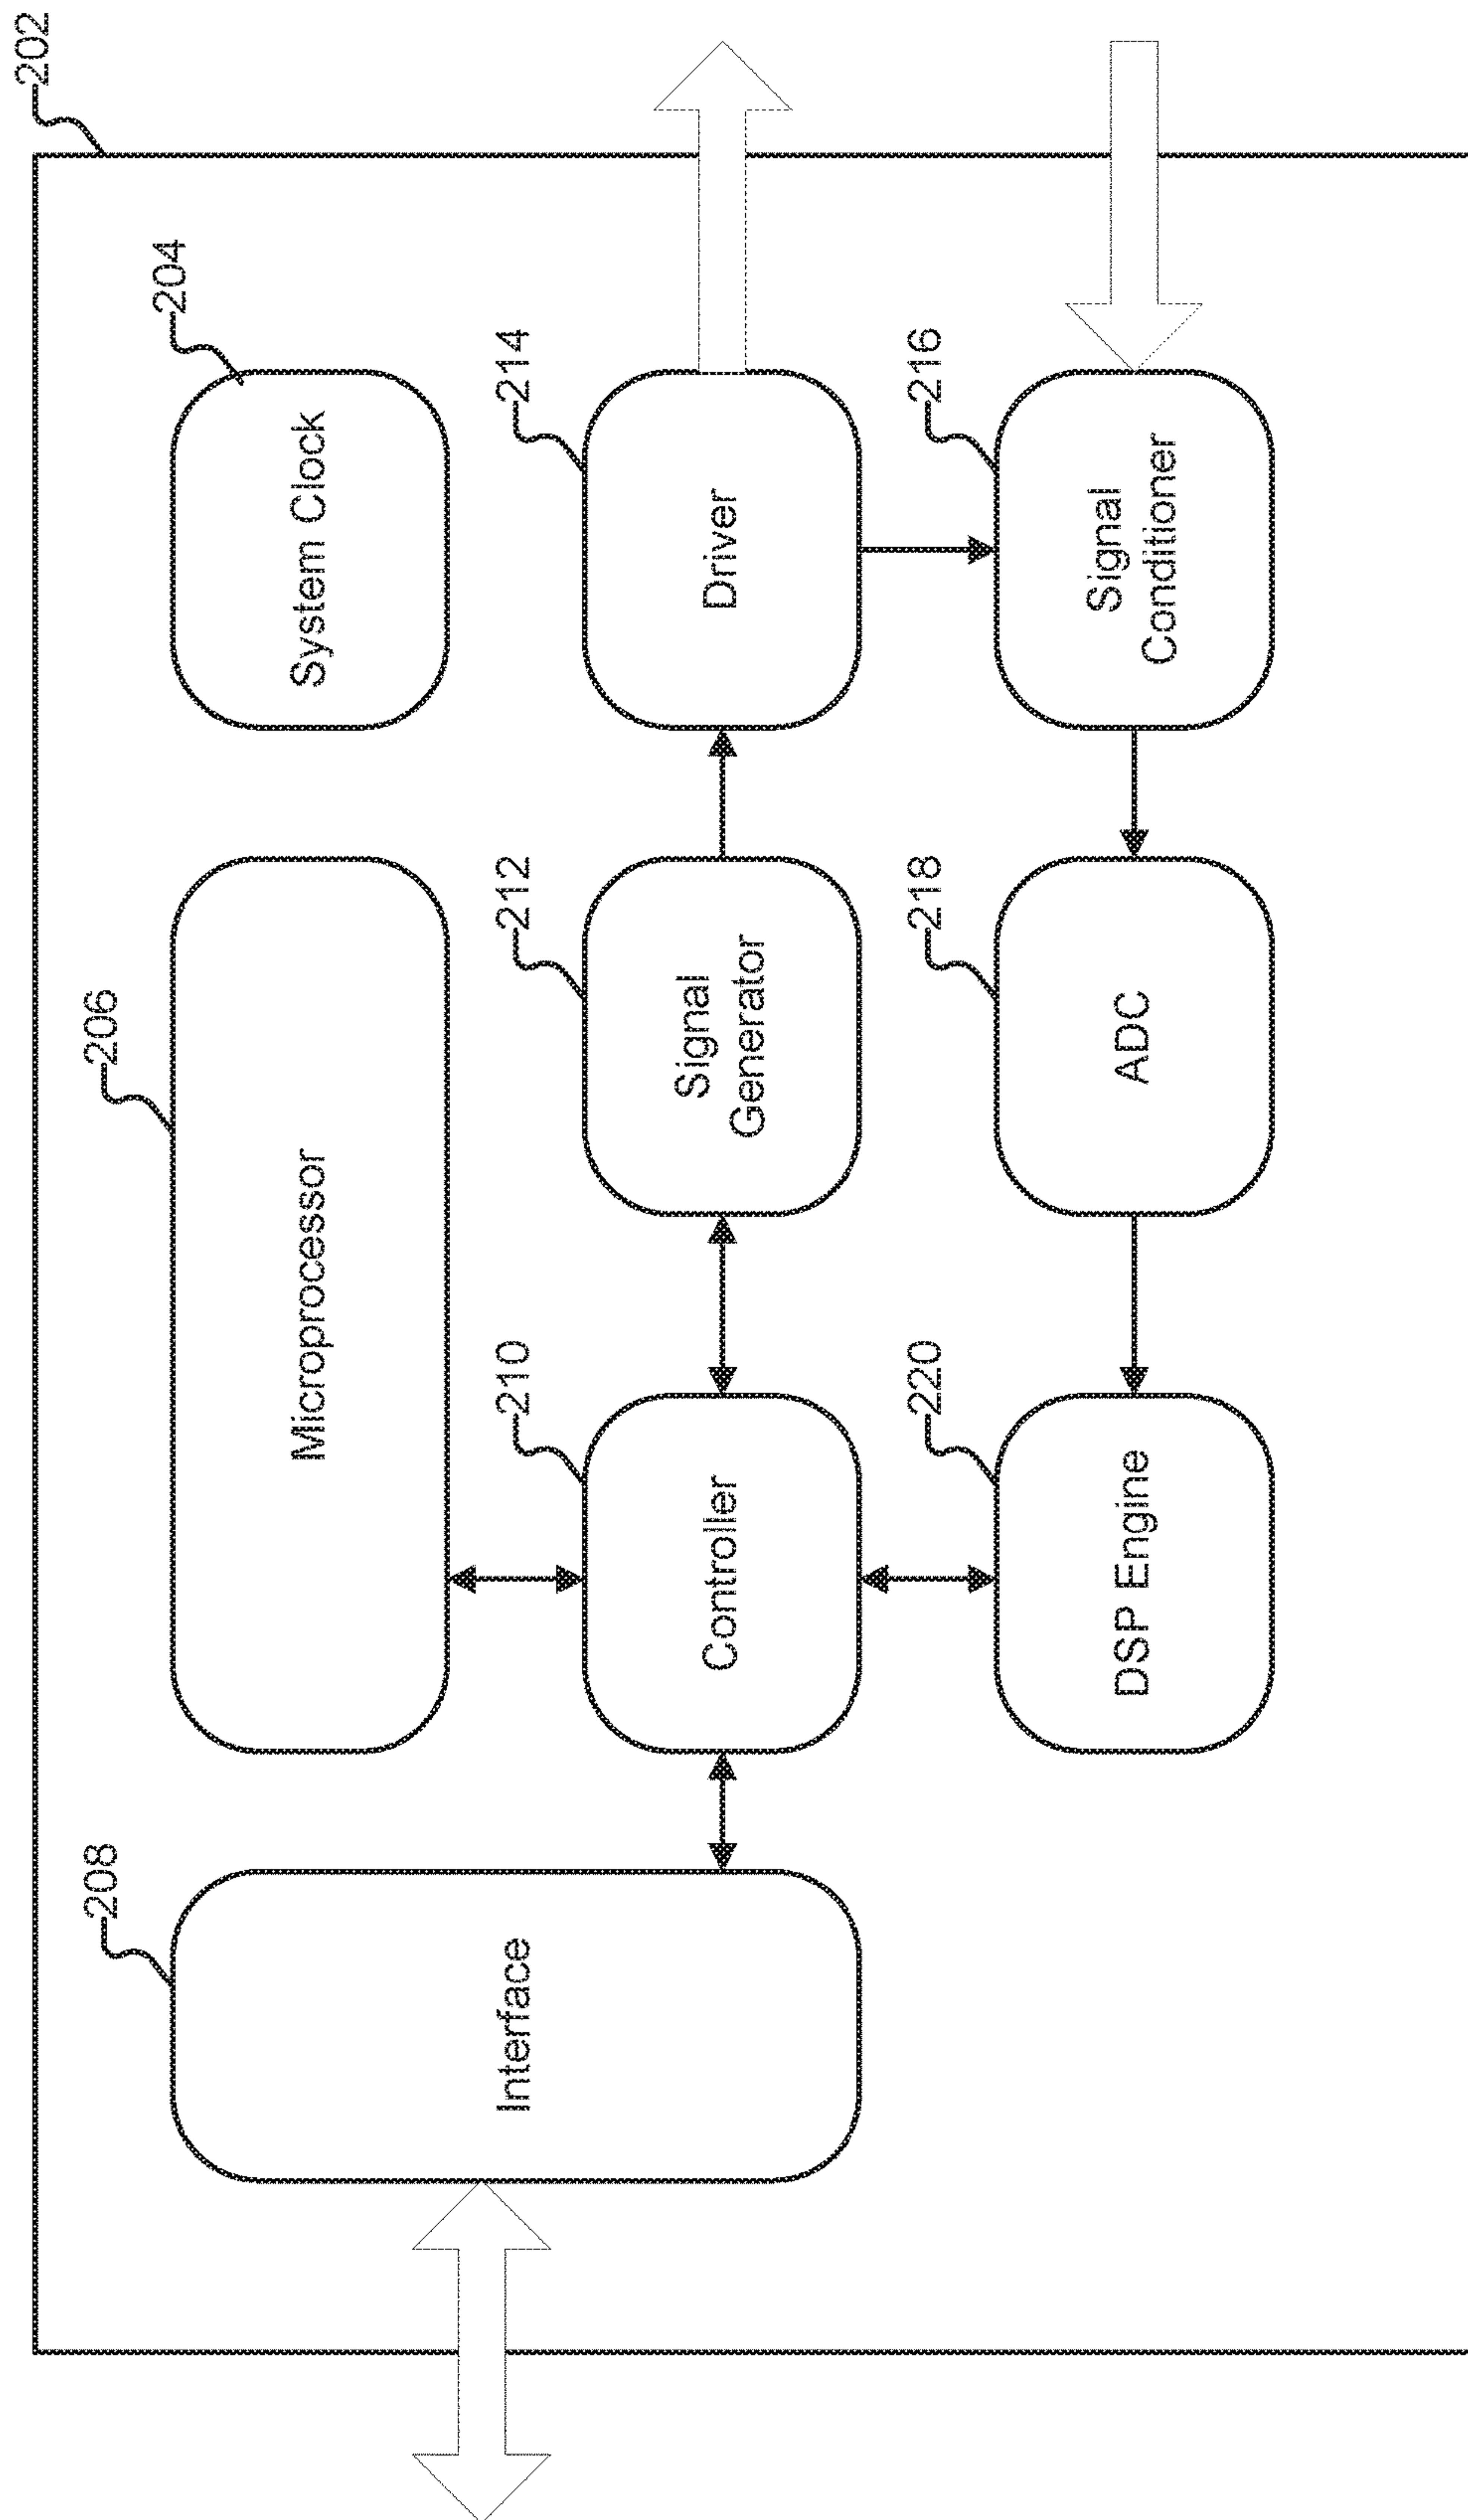 202
204
System Clock
206
Microprocessor
208
Interface
210
Controller
212
Signal
Generator
214
Driver
216
Signal
Conditioner
218
ADC
220
DSP Engine